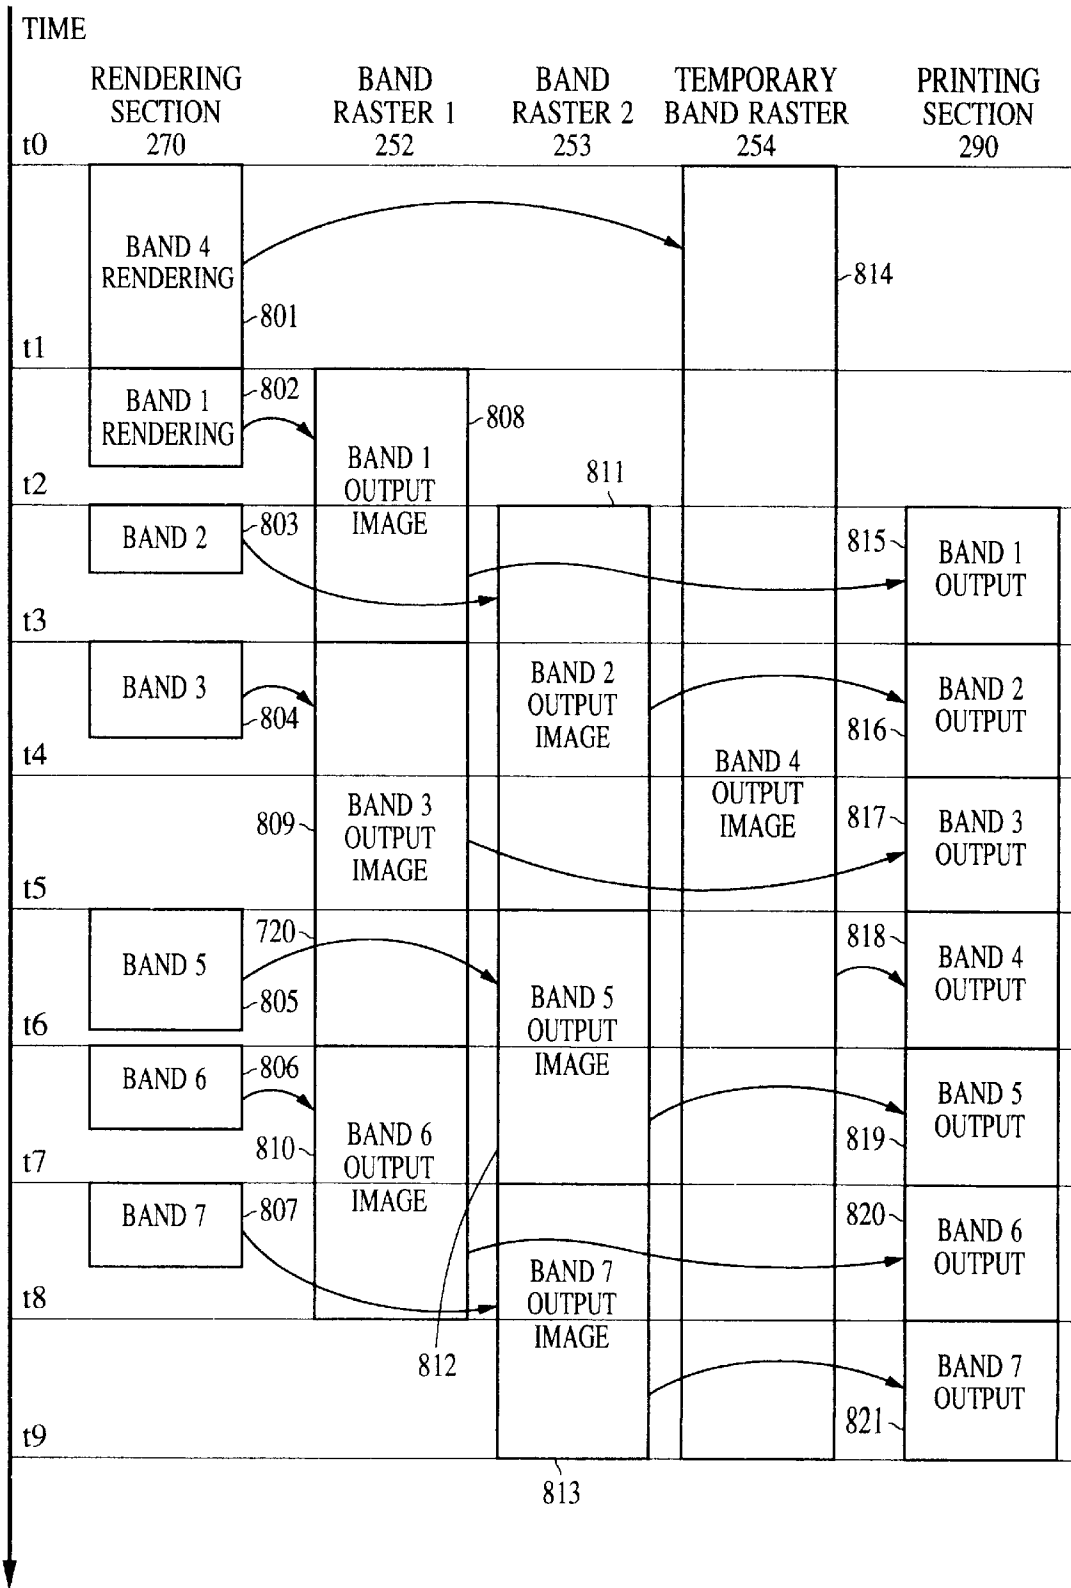 TIME
RENDERING SECTION 270
BAND RASTER 1 252
BAND RASTER 2 253
TEMPORARY BAND RASTER 254
PRINTING SECTION 290
t0
BAND 4 RENDERING
814
801
t1
802
BAND 1 RENDERING
808
BAND 1 OUTPUT IMAGE
811
t2
803
BAND 2
815
BAND 1 OUTPUT
t3
BAND 3
804
BAND 2 OUTPUT IMAGE
BAND 2 OUTPUT
816
t4
BAND 4 OUTPUT IMAGE
809
BAND 3 OUTPUT IMAGE
817
BAND 3 OUTPUT
t5
720
818
BAND 5
805
BAND 5 OUTPUT IMAGE
BAND 4 OUTPUT
t6
806
BAND 6
BAND 5 OUTPUT
810
BAND 6 OUTPUT IMAGE
819
t7
807
BAND 7
820
BAND 6 OUTPUT
BAND 7 OUTPUT IMAGE
t8
812
BAND 7 OUTPUT
821
t9
813